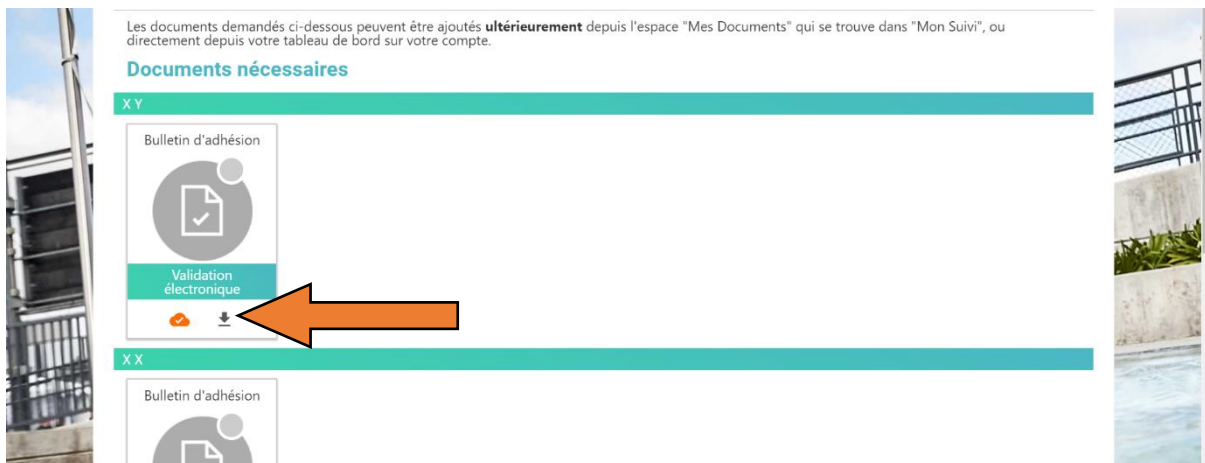 Les documents demandés ci-dessous peuvent être ajoutés ultérieurement depuis l'espace "Mes Documents" qui se trouve dans "Mon Suivi", ou
directement depuis votre tableau de bord sur votre compte.
Documents nécessaires
X Y
Bulletin d'adhésion
Validation
électronique
X X
Bulletin d'adhésion